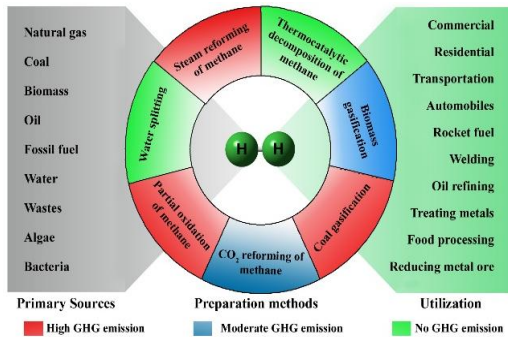 Natural gas
Coal
Biomass
Oil
Fossil fuel
Water
Wastes
Algae
Bacteria
Steam reforming
of methane
Thermocatalytic
decomposition of
methane
Water splitting
Biomass
gasification
H
H
Partial oxidation
of methane
CO₂ reforming of
methane
Coal gasification
Commercial
Residential
Transportation
Automobiles
Rocket fuel
Welding
Oil refining
Treating metals
Food processing
Reducing metal ore
Primary Sources
Preparation methods
Utilization
High GHG emission
Moderate GHG emission
No GHG emission